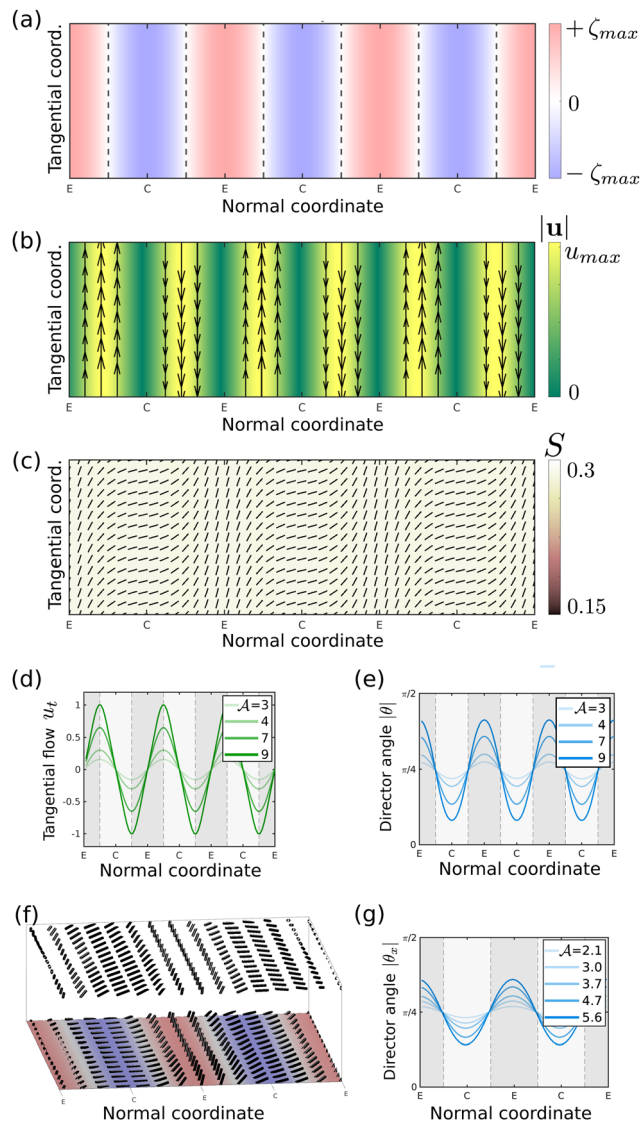 (a)
Tangential coord.
+ ζmax
0
− ζmax
E C E C E C E
Normal coordinate
(b)
Tangential coord.
|u|
umax
0
E C E C E C E
Normal coordinate
(c)
Tangential coord.
S
0.3
0.15
E C E C E C E
Normal coordinate
(d)
Tangential flow ut
1
0.5
0
-0.5
-1
𝒜=3
4
7
9
E C E C E C E
Normal coordinate
(e)
Director angle |θ|
π/2
π/4
0
𝒜=3
4
7
9
E C E C E C E
Normal coordinate
(f)
E C E C E
Normal coordinate
(g)
Director angle |θx|
π/2
π/4
0
𝒜=2.1
3.0
3.7
4.7
5.6
E C E C E
Normal coordinate